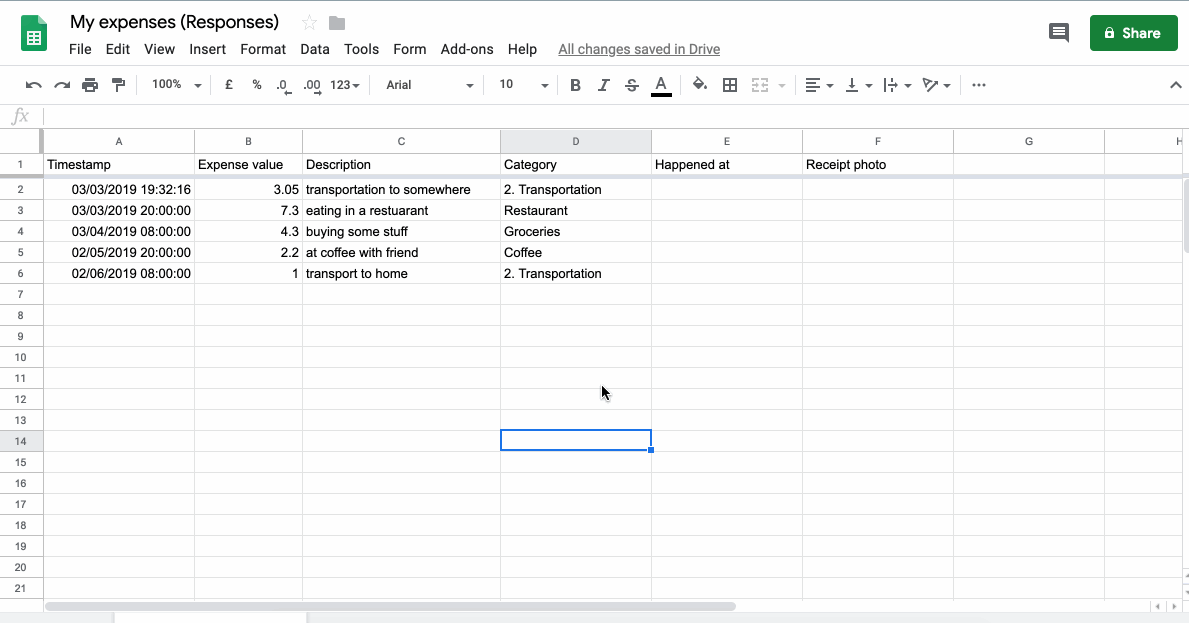 My expenses (Responses)
File Edit View Insert Format Data Tools Form Add-ons Help All changes saved in Drive
Share
100% £ % .0 .00 123 Arial 10 B I S A
fx
A B C D E F G H
1 Timestamp Expense value Description Category Happened at Receipt photo
2 03/03/2019 19:32:16 3.05 transportation to somewhere 2. Transportation
3 03/03/2019 20:00:00 7.3 eating in a restuarant Restaurant
4 03/04/2019 08:00:00 4.3 buying some stuff Groceries
5 02/05/2019 20:00:00 2.2 at coffee with friend Coffee
6 02/06/2019 08:00:00 1 transport to home 2. Transportation
7
8
9
10
11
12
13
14
15
16
17
18
19
20
21